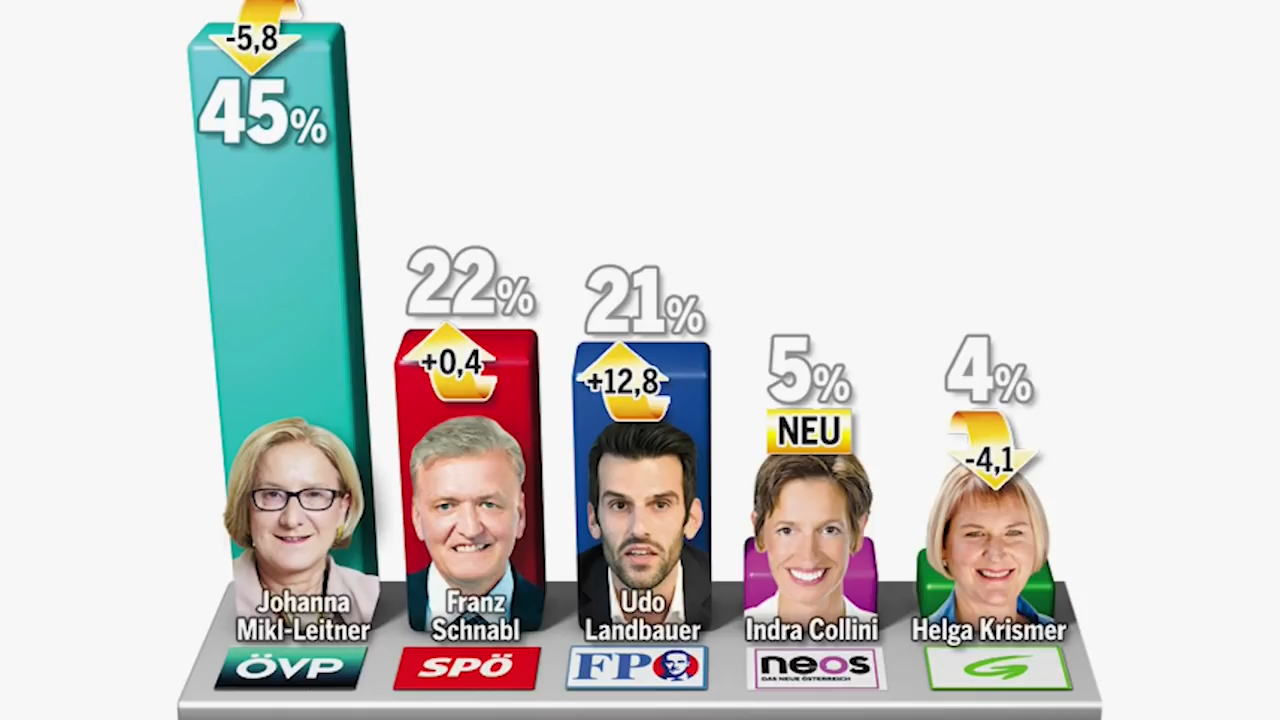 -5,8
45%
22%
+0,4
21%
+12,8
5%
NEU
4%
-4,1
Johanna
Mikl-Leitner
Franz
Schnabl
Udo
Landbauer
Indra Collini
Helga Krismer
ÖVP
SPÖ
FP
neos
DAS NEUE ÖSTERREICH
G